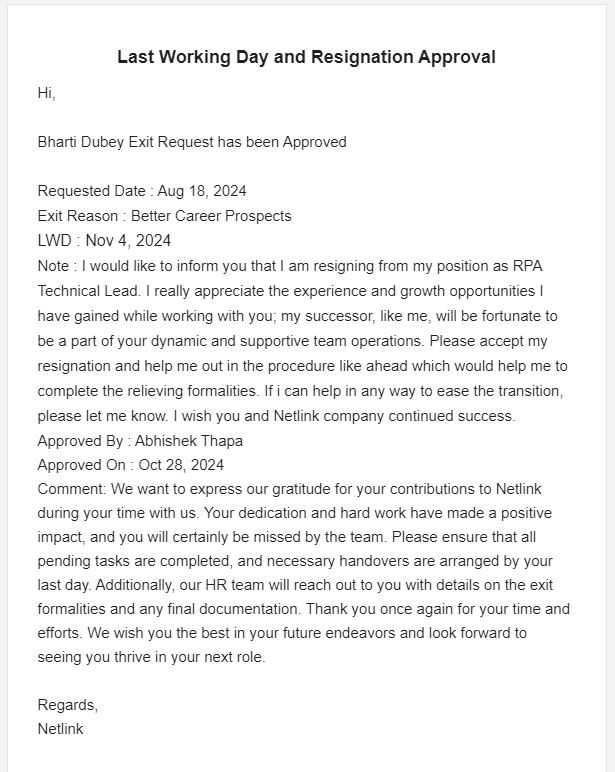 Last Working Day and Resignation Approval
Hi,
Bharti Dubey Exit Request has been Approved
Requested Date : Aug 18, 2024
Exit Reason : Better Career Prospects
LWD : Nov 4, 2024
Note : I would like to inform you that I am resigning from my position as RPA
Technical Lead. I really appreciate the experience and growth opportunities I
have gained while working with you; my successor, like me, will be fortunate to
be a part of your dynamic and supportive team operations. Please accept my
resignation and help me out in the procedure like ahead which would help me to
complete the relieving formalities. If i can help in any way to ease the transition,
please let me know. I wish you and Netlink company continued success.
Approved By : Abhishek Thapa
Approved On : Oct 28, 2024
Comment: We want to express our gratitude for your contributions to Netlink
during your time with us. Your dedication and hard work have made a positive
impact, and you will certainly be missed by the team. Please ensure that all
pending tasks are completed, and necessary handovers are arranged by your
last day. Additionally, our HR team will reach out to you with details on the exit
formalities and any final documentation. Thank you once again for your time and
efforts. We wish you the best in your future endeavors and look forward to
seeing you thrive in your next role.
Regards,
Netlink